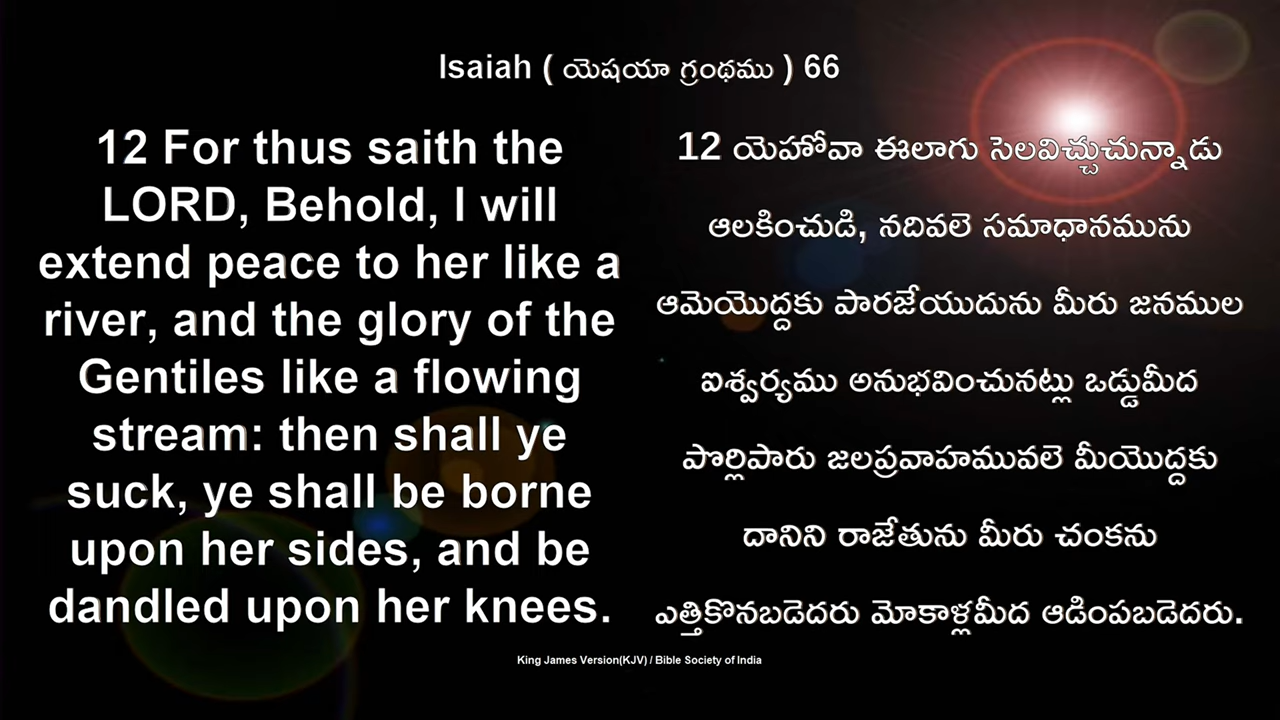 Isaiah ( యెషయా గ్రంథము ) 66
12 For thus saith the
LORD, Behold, I will
extend peace to her like a
river, and the glory of the
Gentiles like a flowing
stream: then shall ye
suck, ye shall be borne
upon her sides, and be
dandled upon her knees.
12 యెహోవా ఈలాగు సెలవిచ్చుచున్నాడు
ఆలకించుడి, నదివలె సమాధానమును
ఆమెయొద్దకు పారజేయుదును మీరు జనముల
ఐశ్వర్యము అనుభవించునట్లు ఒడ్డుమీద
పొర్లిపారు జలప్రవాహమువలె మీయొద్దకు
దానిని రాజేతును మీరు చంకను
ఎత్తికొనబడెదరు మోకాళ్లమీద ఆడింపబడెదరు.
King James Version(KJV) / Bible Society of India